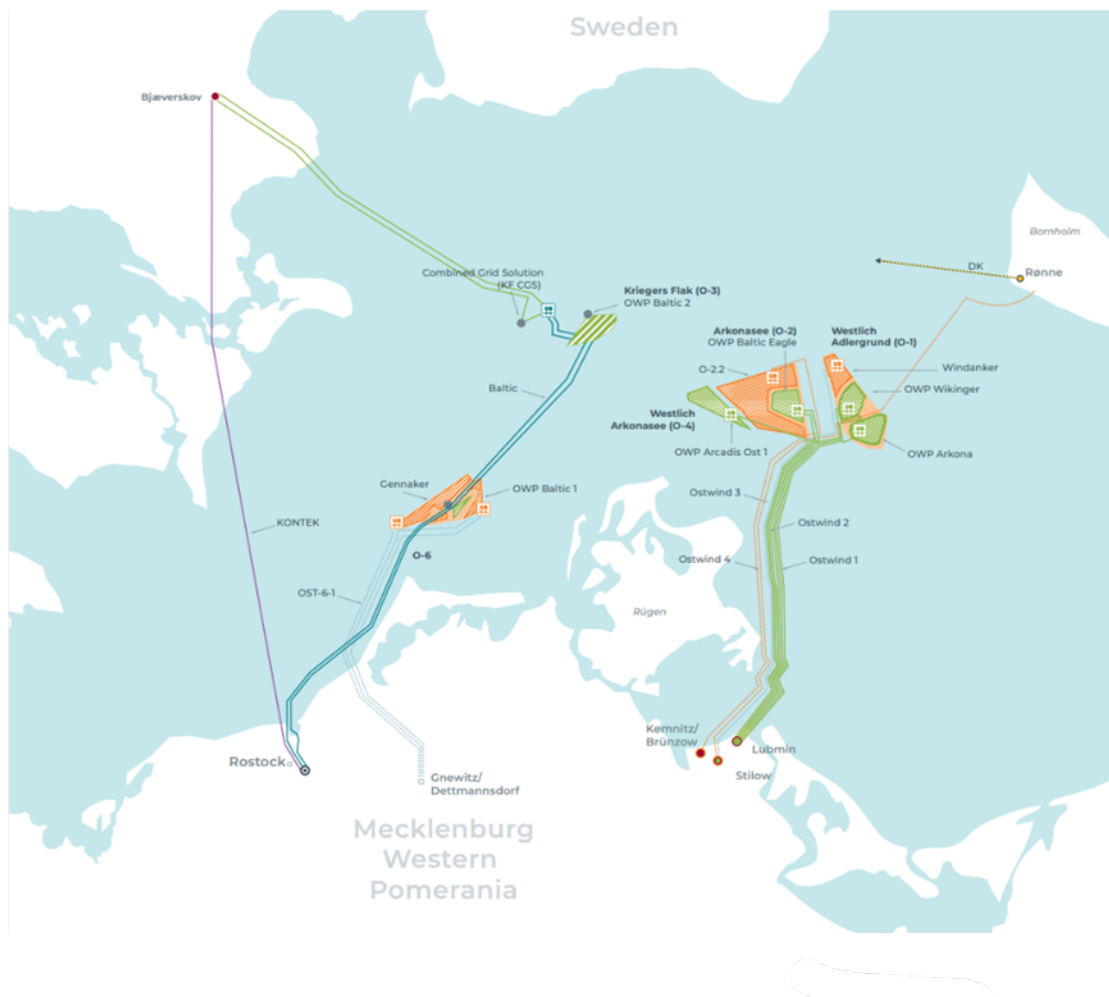 Sweden
Bjæverskov
Bornholm
DK
Rønne
Combined Grid Solution
(KF CGS)
Kriegers Flak (O-3)
OWP Baltic 2
Arkonasee (O-2)
OWP Baltic Eagle
Westlich
Adlergrund (O-1)
O-2.2
Windanker
OWP Wikinger
Baltic
Westlich
Arkonasee (O-4)
OWP Arcadis Ost 1
OWP Arkona
Gennaker
OWP Baltic 1
Ostwind 3
KONTEK
Ostwind 2
O-6
Ostwind 4
Ostwind 1
OST-6-1
Rügen
Kemnitz/
Brünzow
Lubmin
Rostock
Stilow
Gnewitz/
Dettmannsdorf
Mecklenburg
Western
Pomerania